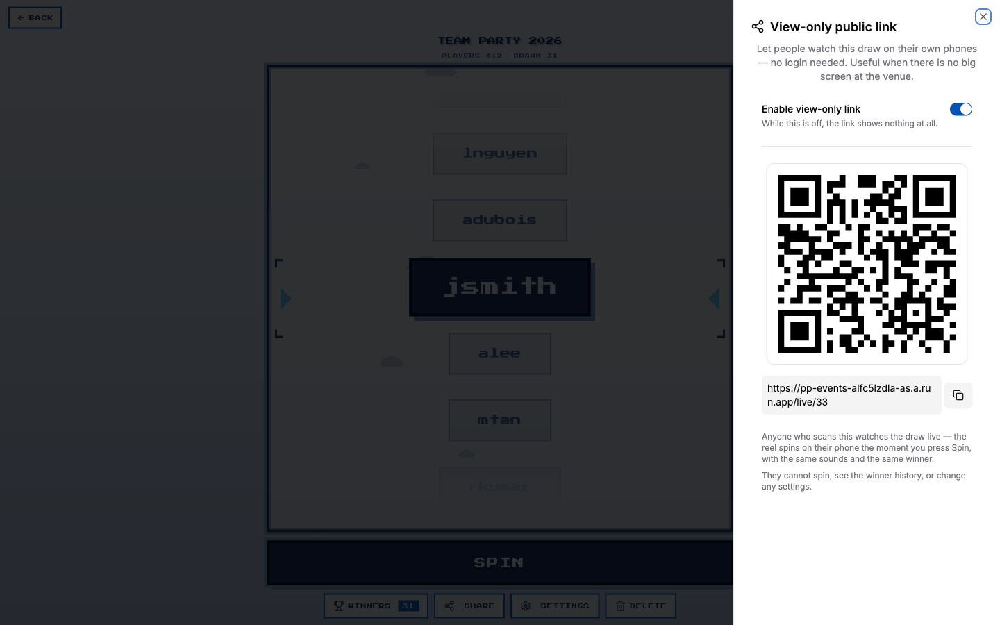 ← BACK
TEAM PARTY 2026
PLAYERS 412 DRAWN 31
lnguyen
adubois
jsmith
alee
mtan
rkumar
SPIN
WINNERS 31
SHARE
SETTINGS
DELETE
View-only public link
Let people watch this draw on their own phones
— no login needed. Useful when there is no big
screen at the venue.
Enable view-only link
While this is off, the link shows nothing at all.
https://pp-events-alfc5lzdla-as.a.ru
n.app/live/33
Anyone who scans this watches the draw live — the
reel spins on their phone the moment you press Spin,
with the same sounds and the same winner.
They cannot spin, see the winner history, or change
any settings.